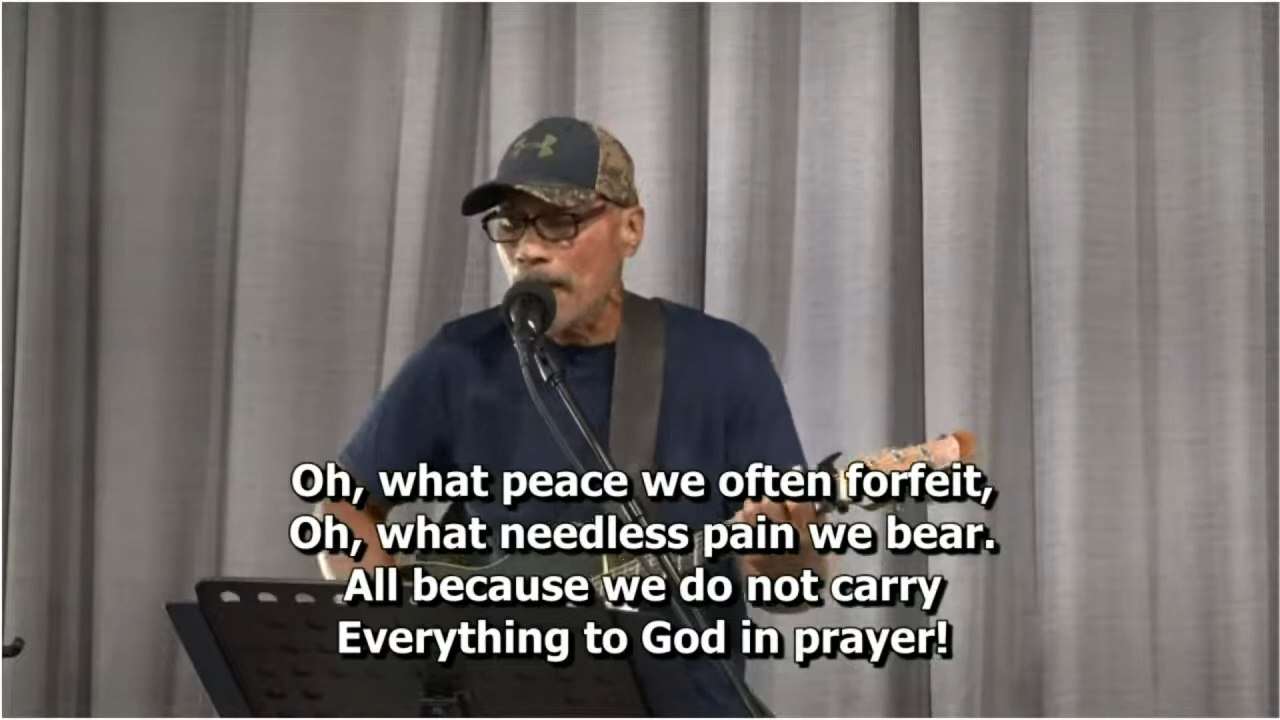 Oh, what peace we often forfeit,
Oh, what needless pain we bear.
All because we do not carry
Everything to God in prayer!